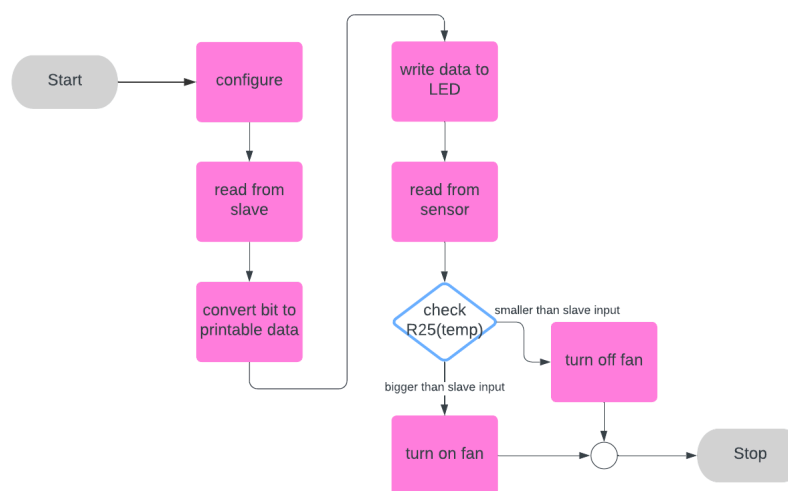 Start
configure
read from
slave
convert bit to
printable data
write data to
LED
read from
sensor
check
R25(temp)
smaller than slave input
turn off fan
bigger than slave input
turn on fan
Stop